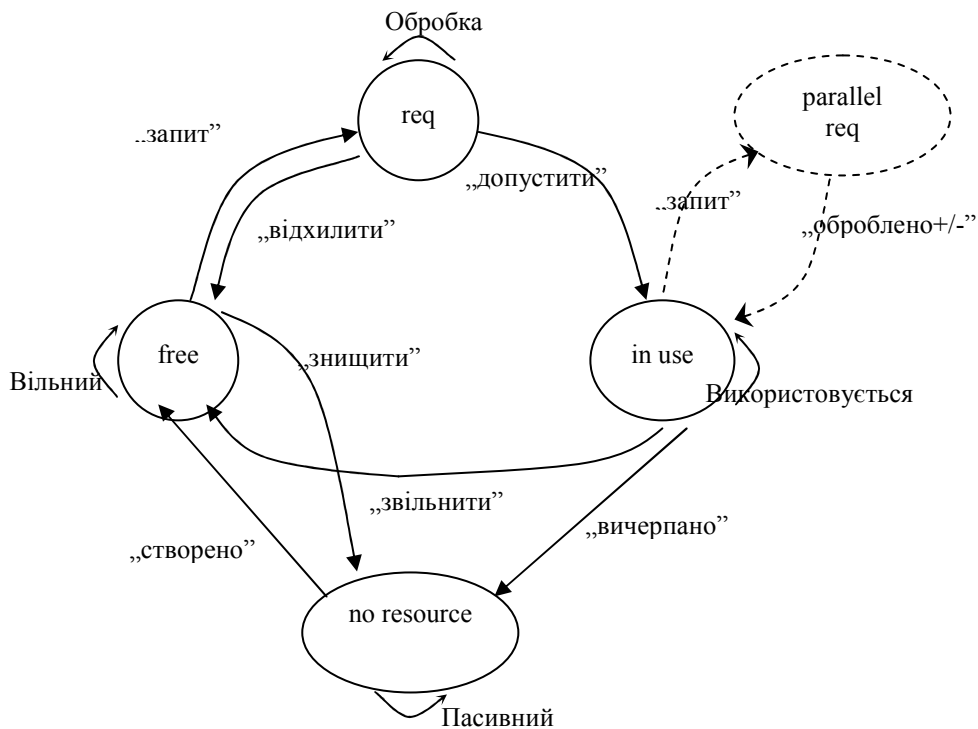 Обробка
req
parallel
req
„запит”
„допустити”
„запит”
„відхилити”
„оброблено+/-”
free
„знищити”
in use
Вільний
Використовується
„звільнити”
„вичерпано”
„створено”
no resource
Пасивний